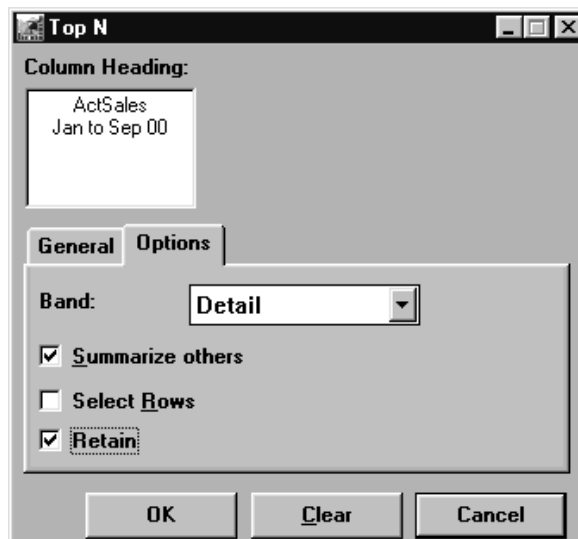 Top N
Column Heading:
ActSales
Jan to Sep 00
General Options
Band: Detail
Summarize others
Select Rows
Retain
OK Clear Cancel